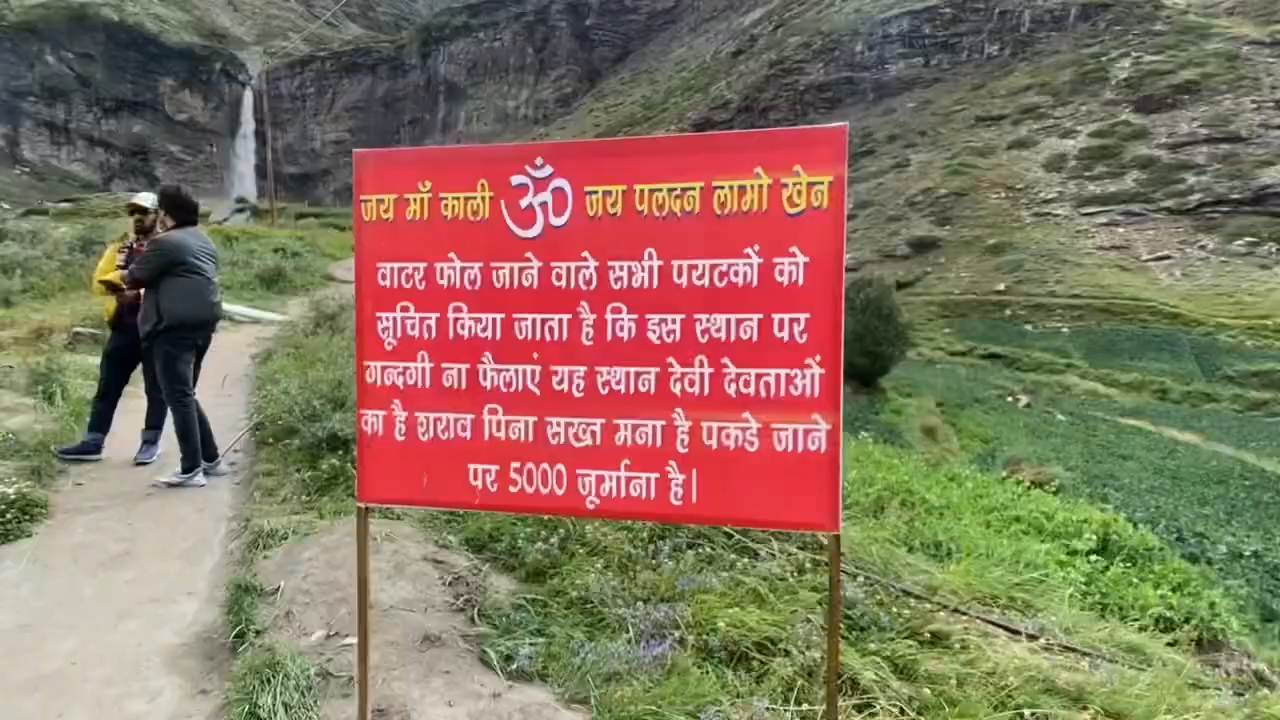 जय माँ काली ॐ जय पलदन लामो खेन
वाटर फोल जाने वाले सभी पयटकों को
सूचित किया जाता है कि इस स्थान पर
गन्दगी ना फैलाएं यह स्थान देवी देवताओं
का है शराव पिना सख्त मना है पकडे जाने
पर 5000 जूर्माना है।